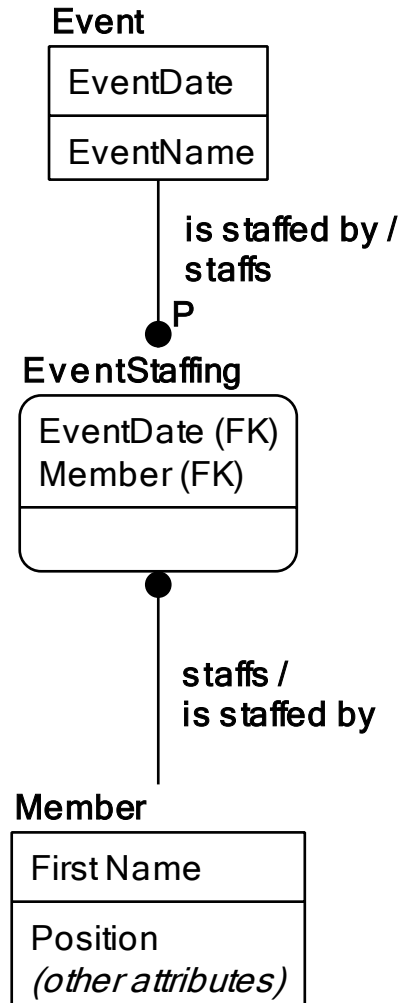 Event
EventDate
EventName
is staffed by /
staffs
P
EventStaffing
EventDate (FK)
Member (FK)
staffs /
is staffed by
Member
First Name
Position
(other attributes)